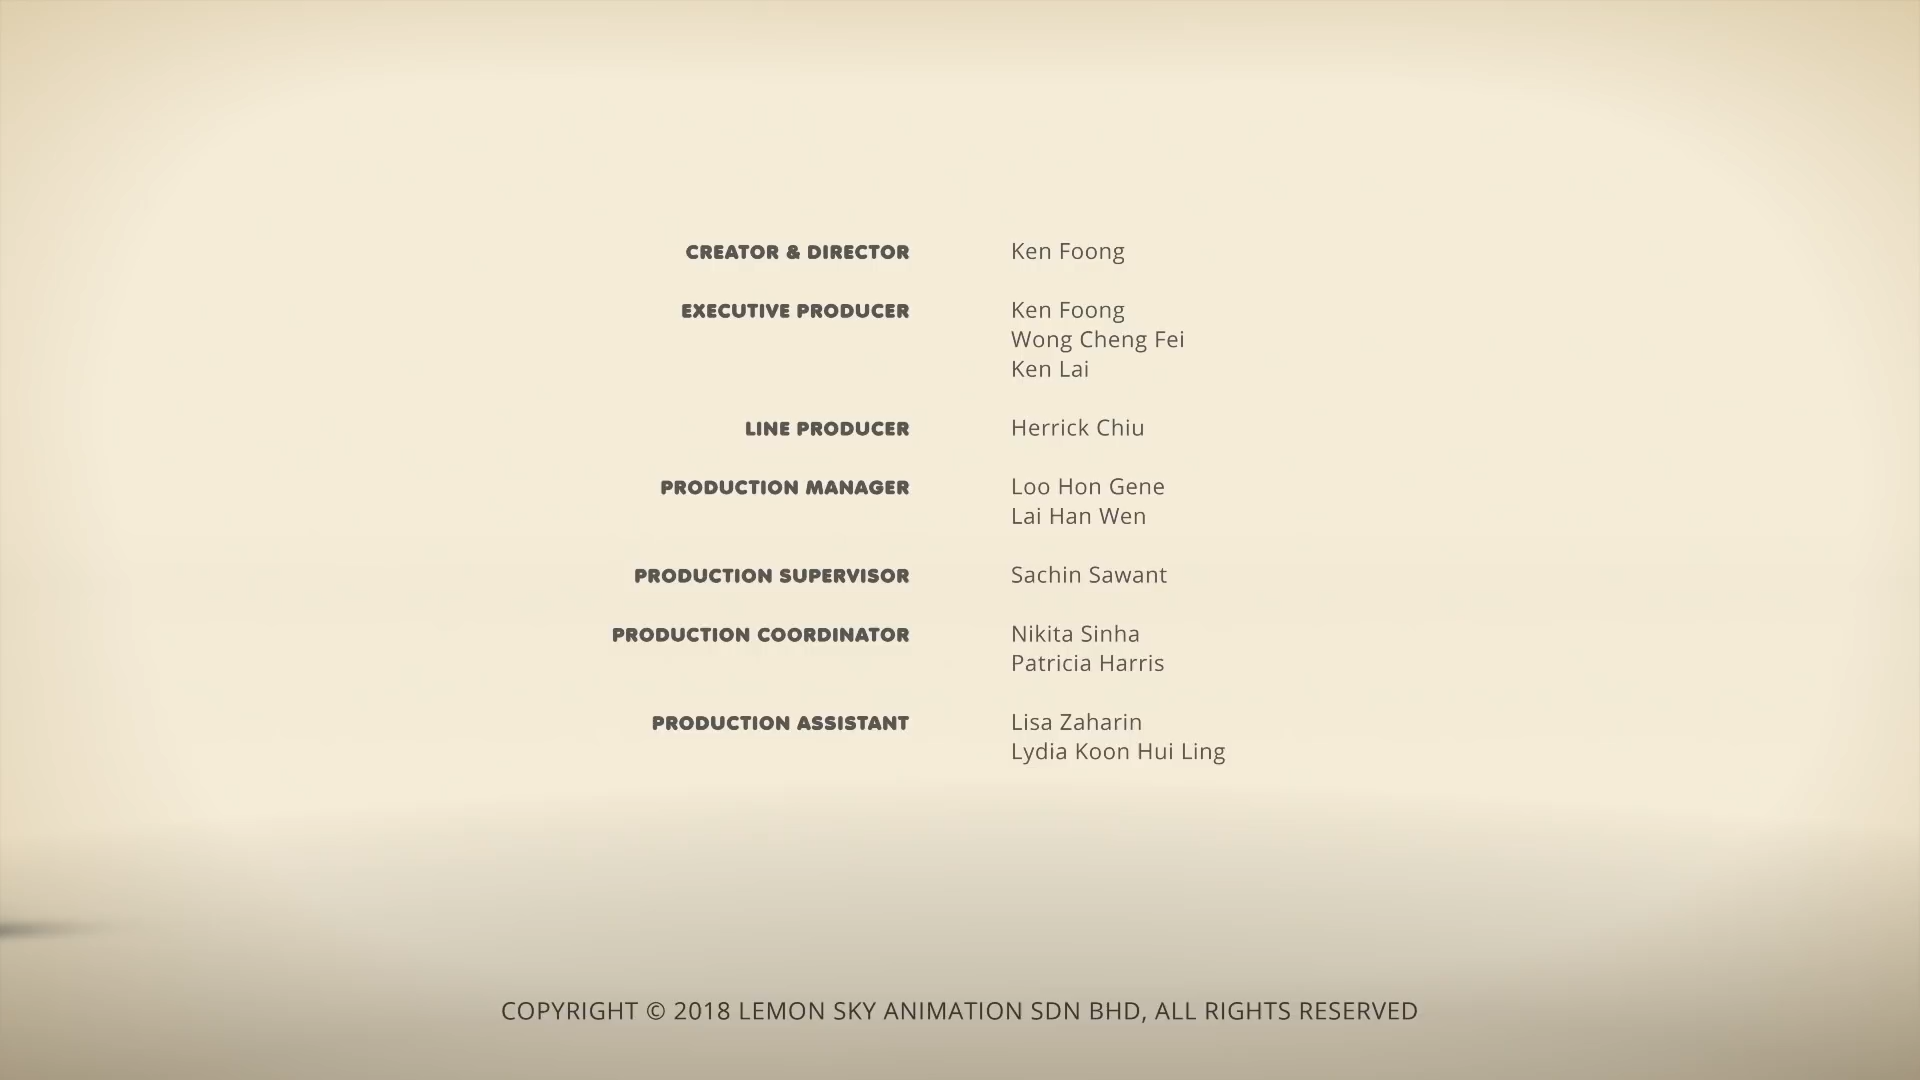 CREATOR & DIRECTOR Ken Foong
EXECUTIVE PRODUCER Ken Foong
Wong Cheng Fei
Ken Lai
LINE PRODUCER Herrick Chiu
PRODUCTION MANAGER Loo Hon Gene
Lai Han Wen
PRODUCTION SUPERVISOR Sachin Sawant
PRODUCTION COORDINATOR Nikita Sinha
Patricia Harris
PRODUCTION ASSISTANT Lisa Zaharin
Lydia Koon Hui Ling
COPYRIGHT © 2018 LEMON SKY ANIMATION SDN BHD, ALL RIGHTS RESERVED